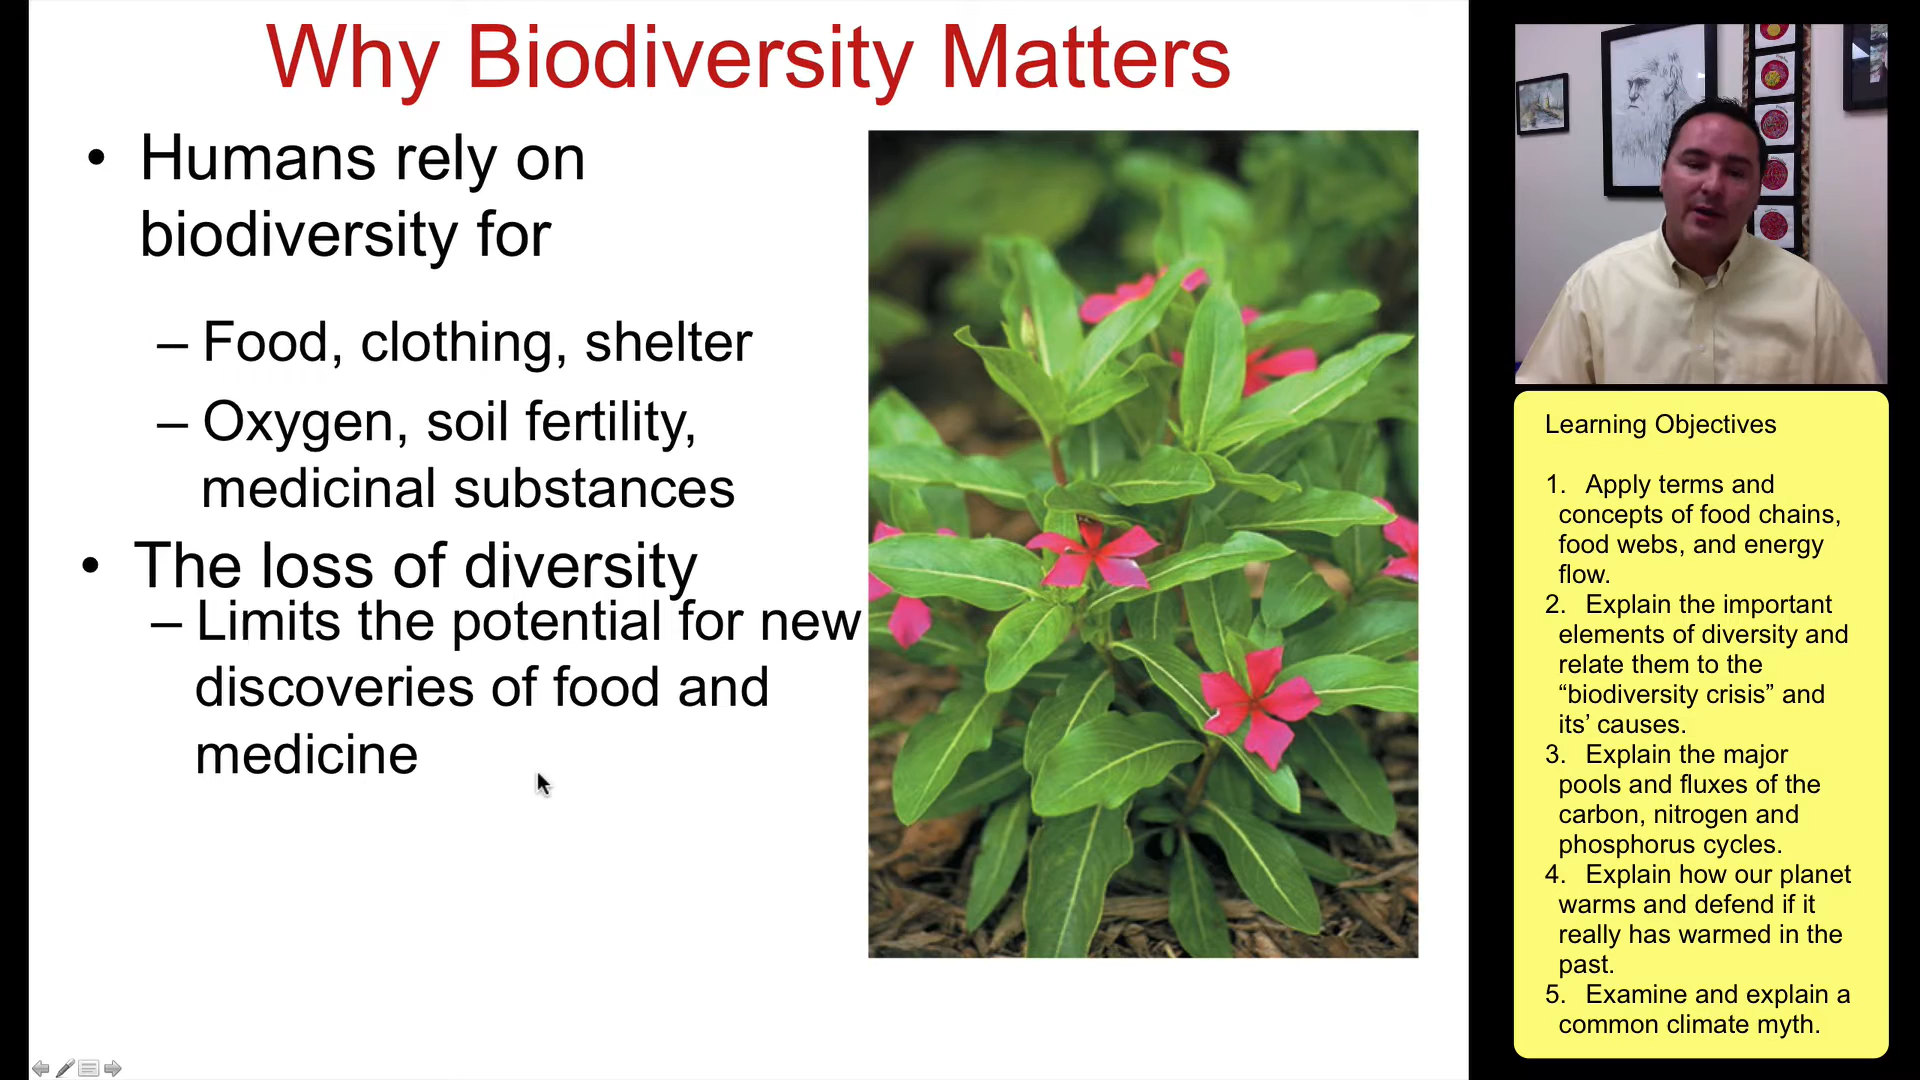 Why Biodiversity Matters
• Humans rely on
biodiversity for
– Food, clothing, shelter
– Oxygen, soil fertility,
medicinal substances
• The loss of diversity
– Limits the potential for new
discoveries of food and
medicine
Learning Objectives
1. Apply terms and
concepts of food chains,
food webs, and energy
flow.
2. Explain the important
elements of diversity and
relate them to the
“biodiversity crisis” and
its’ causes.
3. Explain the major
pools and fluxes of the
carbon, nitrogen and
phosphorus cycles.
4. Explain how our planet
warms and defend if it
really has warmed in the
past.
5. Examine and explain a
common climate myth.